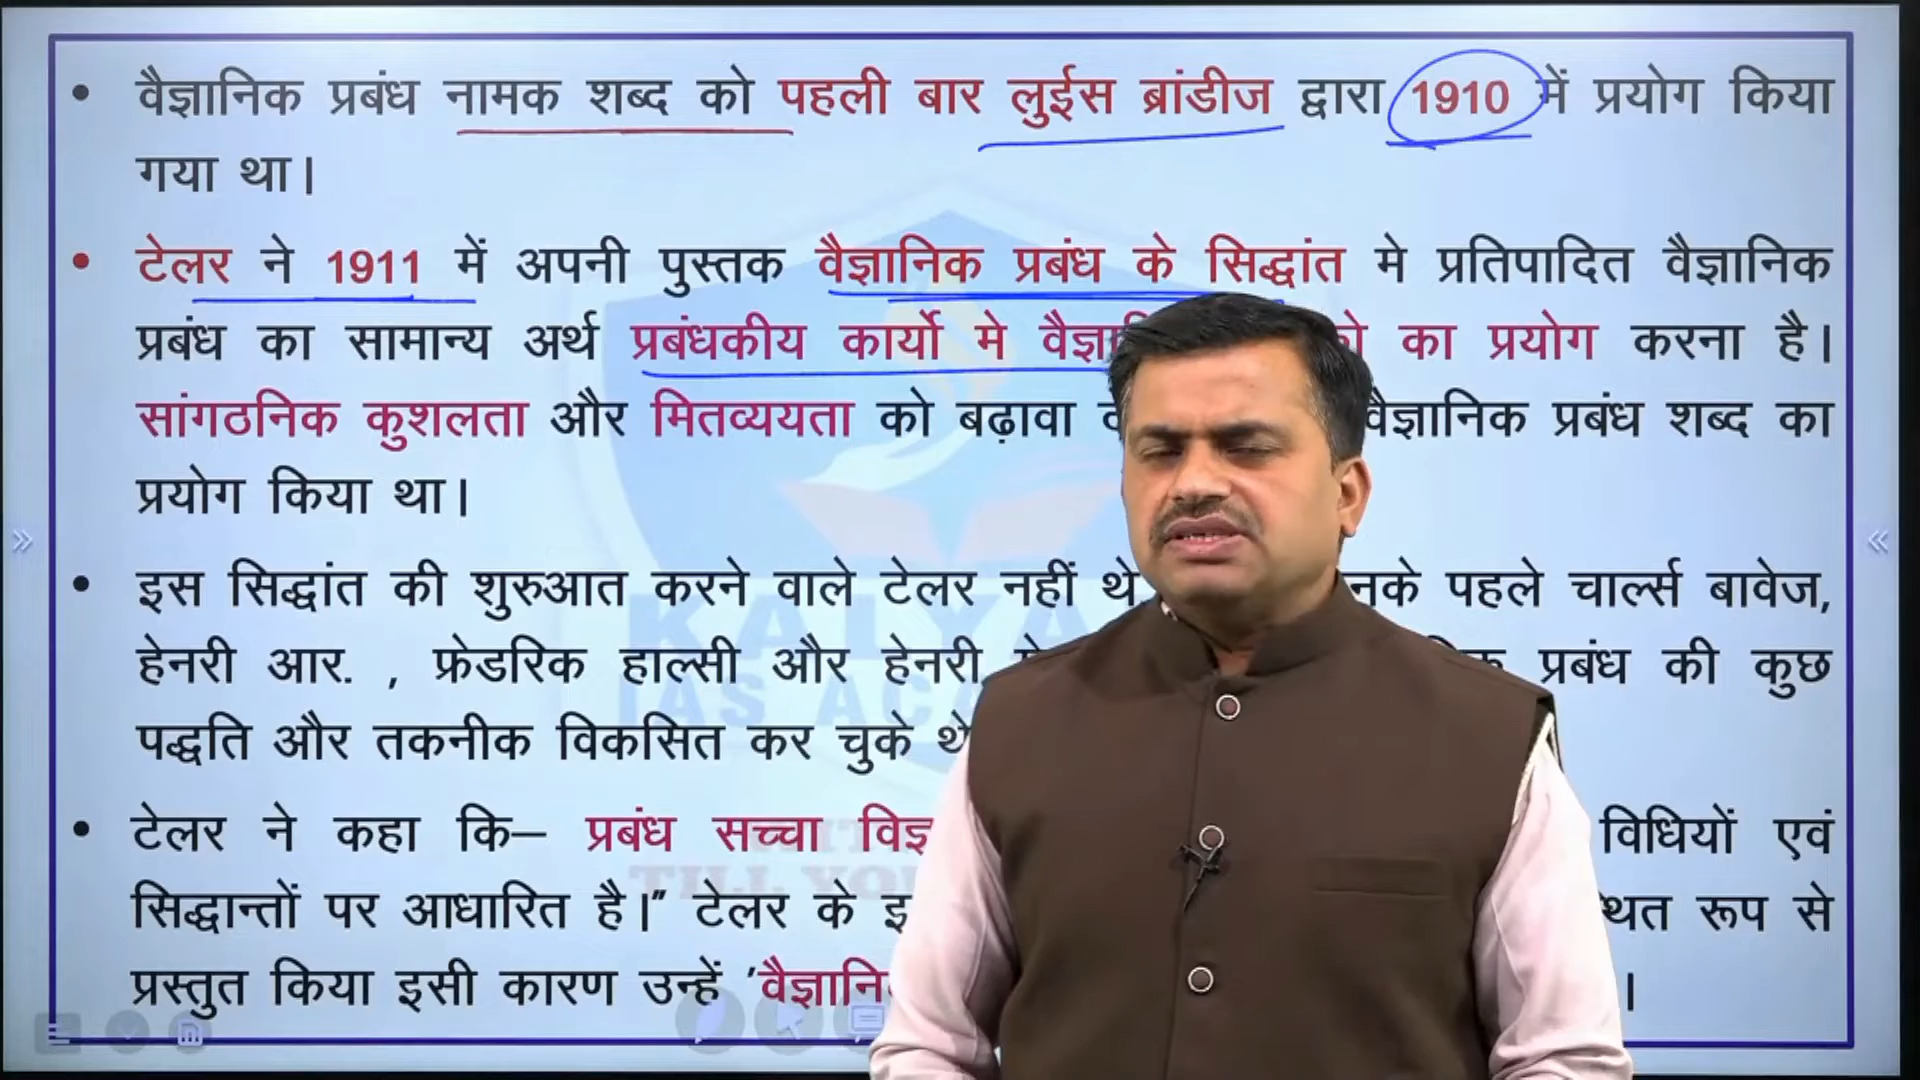 • वैज्ञानिक प्रबंध नामक शब्द को पहली बार लुईस ब्रांडीज द्वारा 1910 में प्रयोग किया
गया था।
• टेलर ने 1911 में अपनी पुस्तक वैज्ञानिक प्रबंध के सिद्धांत मे प्रतिपादित वैज्ञानिक
प्रबंध का सामान्य अर्थ प्रबंधकीय कार्यो मे का प्रयोग करना है।
सांगठनिक कुशलता और मितव्ययता को बढ़ावा वैज्ञानिक प्रबंध शब्द का
प्रयोग किया था।
• इस सिद्धांत की शुरुआत करने वाले टेलर नहीं थे पहले चार्ल्स बावेज,
हेनरी आर. , फ्रेडरिक हाल्सी और हेनरी प्रबंध की कुछ
पद्धति और तकनीक विकसित कर चुके थे
• टेलर ने कहा कि– प्रबंध सच्चा विधियों एवं
सिद्धान्तों पर आधारित है।” टेलर के रूप से
प्रस्तुत किया इसी कारण उन्हें ’ ।